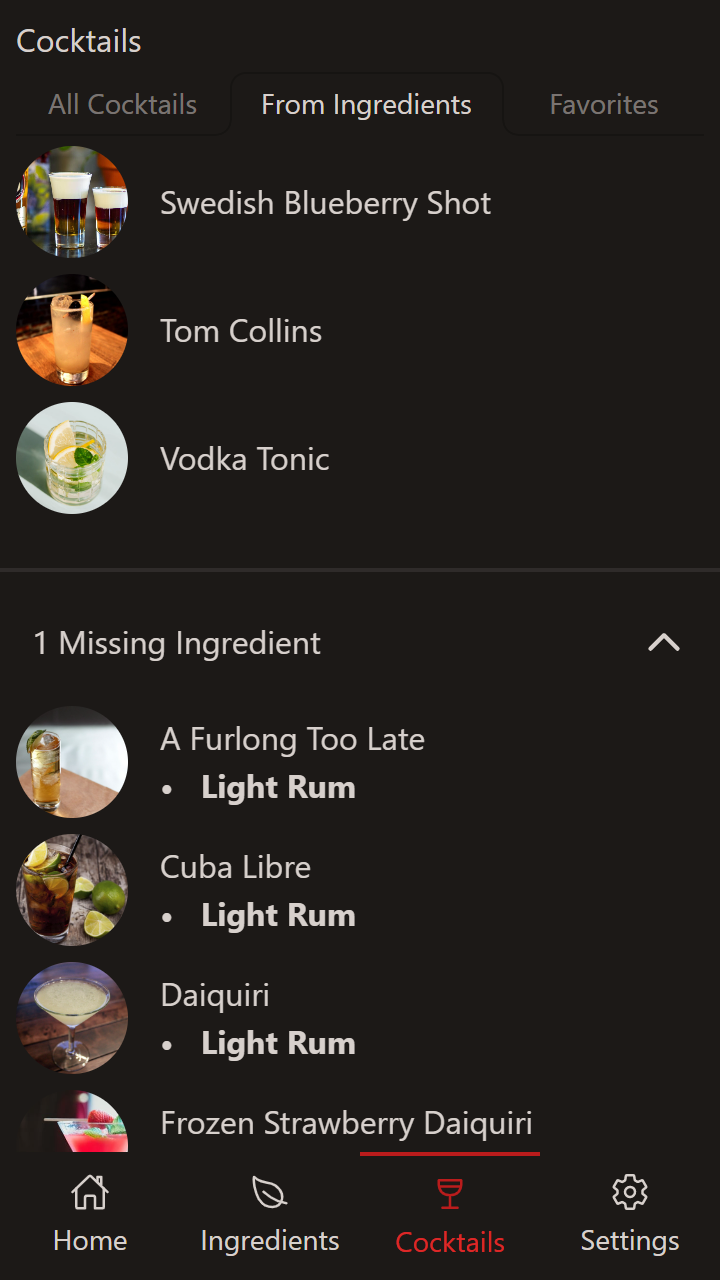 Cocktails
All Cocktails
From Ingredients
Favorites
Swedish Blueberry Shot
Tom Collins
Vodka Tonic
1 Missing Ingredient
A Furlong Too Late
• Light Rum
Cuba Libre
• Light Rum
Daiquiri
• Light Rum
Frozen Strawberry Daiquiri
Home
Ingredients
Cocktails
Settings